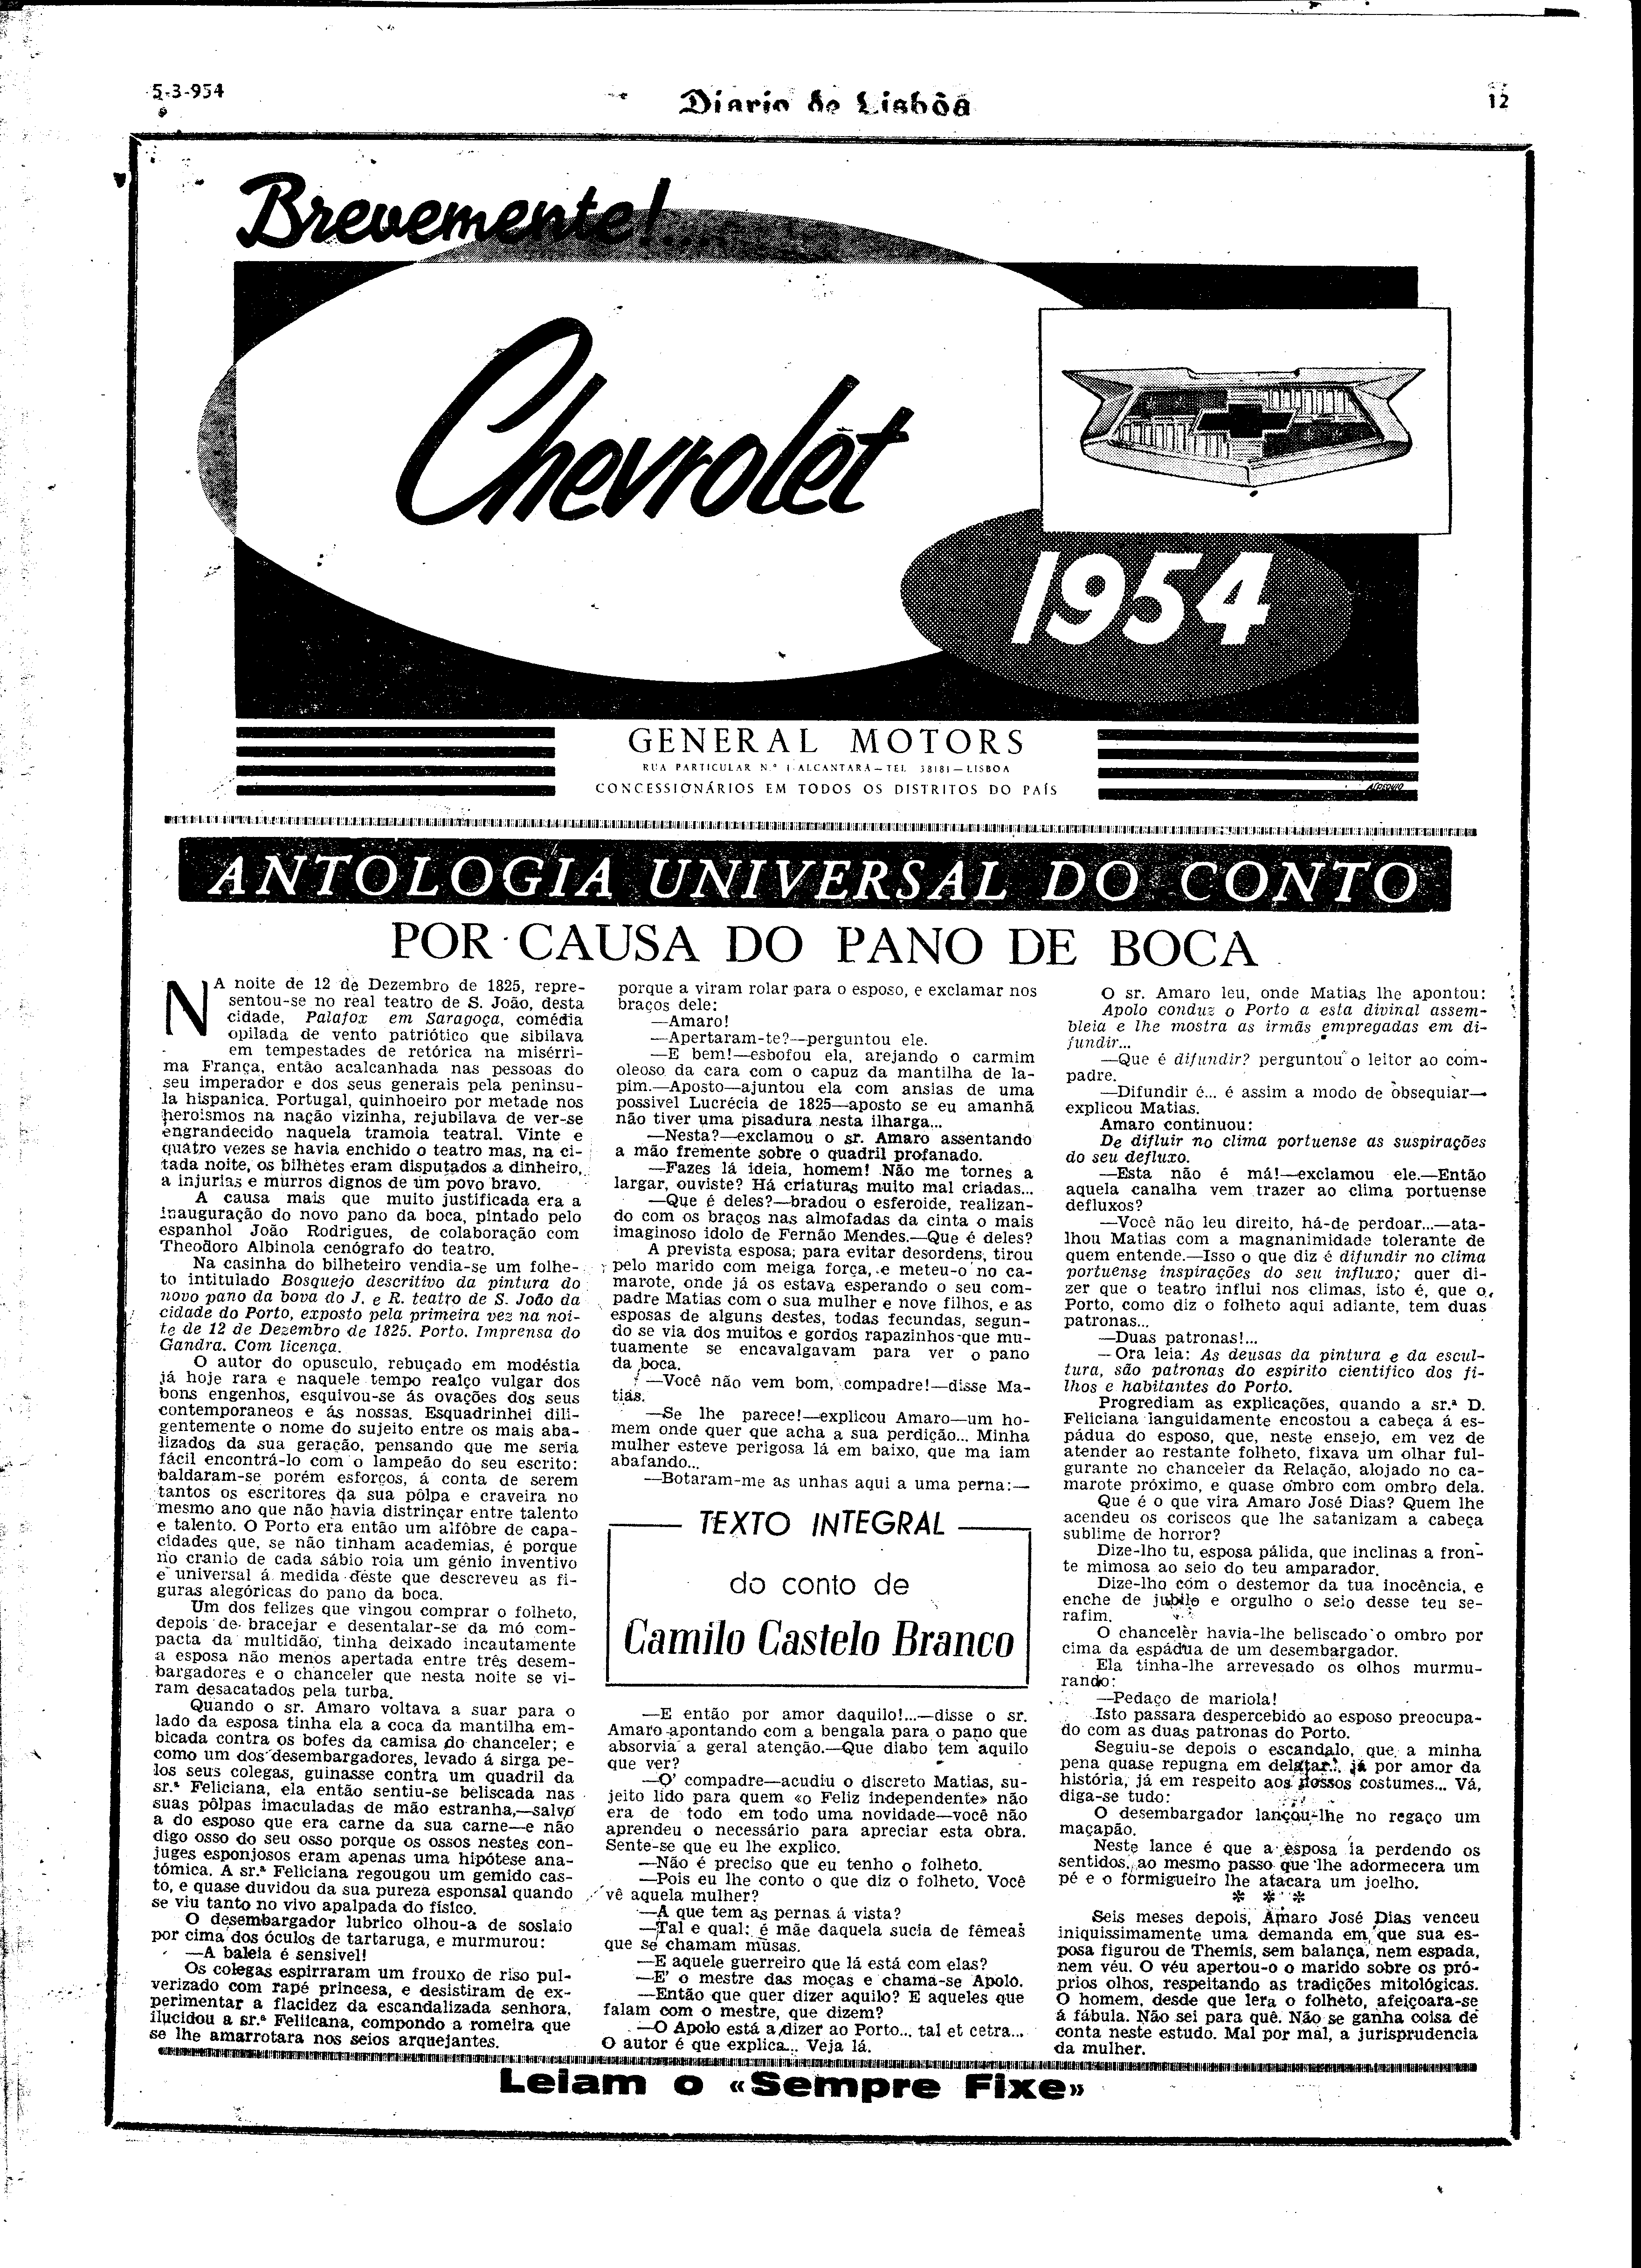 5-3-954
Diario de Lisbôa
12
Brevemente!...
Chevrolet
1954
GENERAL MOTORS
RUA PARTICULAR N.º 1-ALCANTARA—TEL 38181—LISBOA
CONCESSIONÁRIOS EM TODOS OS DISTRITOS DO PAÍS
ANTOLOGIA UNIVERSAL DO CONTO
POR CAUSA DO PANO DE BOCA
NA noite de 12 de Dezembro de 1825, repre-
sentou-se no real teatro de S. João, desta
cidade, Palafox em Saragoça, comédia
opilada de vento patriótico que sibilava
em tempestades de retórica na misérri-
ma França, então acalcanhada nas pessoas do
seu imperador e dos seus generais pela peninsu-
la hispanica. Portugal, quinhoeiro por metade nos
heroismos na nação vizinha, rejubilava de ver-se
engrandecido naquela tramoia teatral. Vinte e
quatro vezes se havia enchido o teatro mas, na ci-
tada noite, os bilhetes eram disputados a dinheiro,
a injurias e murros dignos de um povo bravo.
A causa mais que muito justificada era a
inauguração do novo pano da boca, pintado pelo
espanhol João Rodrigues, de colaboração com
Theodoro Albinola cenógrafo do teatro.
Na casinha do bilheteiro vendia-se um folhe-
to intitulado Bosquejo descritivo da pintura do
novo pano da bova do J. e R. teatro de S. João da
cidade do Porto, exposto pela primeira vez na noi-
te de 12 de Dezembro de 1825. Porto. Imprensa do
Gandra. Com licença.
O autor do opusculo, rebuçado em modéstia
já hoje rara e naquele tempo realço vulgar dos
bons engenhos, esquivou-se ás ovações dos seus
contemporaneos e ás nossas. Esquadrinhei dili-
gentemente o nome do sujeito entre os mais aba-
lizados da sua geração, pensando que me seria
fácil encontrá-lo com o lampeão do seu escrito:
baldaram-se porém esforços, á conta de serem
tantos os escritores da sua pôlpa e craveira no
mesmo ano que não havia distrinçar entre talento
e talento. O Porto era então um alfôbre de capa-
cidades que, se não tinham academias, é porque
no cranio de cada sábio roia um génio inventivo
e universal á medida dêste que descreveu as fi-
guras alegóricas do pano da boca.
Um dos felizes que vingou comprar o folheto,
depois de bracejar e desentalar-se da mó com-
pacta da multidão, tinha deixado incautamente
a esposa não menos apertada entre três desem-
bargadores e o chanceler que nesta noite se vi-
ram desacatados pela turba.
Quando o sr. Amaro voltava a suar para o
lado da esposa tinha ela a coca da mantilha em-
bicada contra os bofes da camisa do chanceler; e
como um dos desembargadores, levado á sirga pe-
los seus colegas, guinasse contra um quadril da
sr.ª Feliciana, ela então sentiu-se beliscada nas
suas pôlpas imaculadas de mão estranha,—salvo
a do esposo que era carne da sua carne—e não
digo osso do seu osso porque os ossos nestes con-
juges esponjosos eram apenas uma hipótese ana-
tómica. A sr.ª Feliciana regougou um gemido cas-
to, e quase duvidou da sua pureza esponsal quando
se viu tanto no vivo apalpada do físico.
O desembargador lubrico olhou-a de soslaio
por cima dos óculos de tartaruga, e murmurou:
—A baleia é sensivel!
Os colegas espirraram um frouxo de riso pul-
verizado com rapé princesa, e desistiram de ex-
perimentar a flacidez da escandalizada senhora,
ilucidou a sr.ª Feliicana, compondo a romeira que
se lhe amarrotara nos seios arquejantes.
porque a viram rolar para o esposo, e exclamar nos
braços dele:
—Amaro!
—Apertaram-te?—perguntou ele.
—E bem!—esbofou ela, arejando o carmim
oleoso da cara com o capuz da mantilha de la-
pim.—Aposto—ajuntou ela com ansias de uma
possivel Lucrécia de 1825—aposto se eu amanhã
não tiver uma pisadura nesta ilharga...
—Nesta?—exclamou o sr. Amaro assentando
a mão fremente sobre o quadril profanado.
—Fazes lá ideia, homem! Não me tornes a
largar, ouviste? Há criaturas muito mal criadas...
—Que é deles?—bradou o esferoide, realizan-
do com os braços nas almofadas da cinta o mais
imaginoso idolo de Fernão Mendes.—Que é deles?
A prevista esposa, para evitar desordens, tirou
pelo marido com meiga força, e meteu-o no ca-
marote, onde já os estava esperando o seu com-
padre Matias com o sua mulher e nove filhos, e as
esposas de alguns destes, todas fecundas, segun-
do se via dos muitos e gordos rapazinhos que mu-
tuamente se encavalgavam para ver o pano
da boca.
—Você não vem bom, compadre!—disse Ma-
tias.
—Se lhe parece!—explicou Amaro—um ho-
mem onde quer que acha a sua perdição... Minha
mulher esteve perigosa lá em baixo, que ma iam
abafando...
—Botaram-me as unhas aqui a uma perna:—
TEXTO INTEGRAL
do conto de
Camilo Castelo Branco
—E então por amor daquilo!...—disse o sr.
Amaro apontando com a bengala para o pano que
absorvia a geral atenção.—Que diabo tem aquilo
que ver?
—O' compadre—acudiu o discreto Matias, su-
jeito lido para quem «o Feliz independente» não
era de todo em todo uma novidade—você não
aprendeu o necessário para apreciar esta obra.
Sente-se que eu lhe explico.
—Não é preciso que eu tenho o folheto.
—Pois eu lhe conto o que diz o folheto. Você
vê aquela mulher?
—A que tem as pernas á vista?
—Tal e qual: é mãe daquela sucia de fêmeas
que se chamam musas.
—E aquele guerreiro que lá está com elas?
—E' o mestre das moças e chama-se Apolo.
—Então que quer dizer aquilo? E aqueles que
falam com o mestre, que dizem?
—O Apolo está a dizer ao Porto... tal et cetra...
O autor é que explica... Veja lá.
O sr. Amaro leu, onde Matias lhe apontou:
Apolo conduz o Porto a esta divinal assem-
bleia e lhe mostra as irmãs empregadas em di-
fundir...
—Que é difundir? perguntou o leitor ao com-
padre.
—Difundir é... é assim a modo de obsequiar—
explicou Matias.
Amaro continuou:
De difluir no clima portuense as suspirações
do seu defluxo.
—Esta não é má!—exclamou ele.—Então
aquela canalha vem trazer ao clima portuense
defluxos?
—Você não leu direito, há-de perdoar...—ata-
lhou Matias com a magnanimidade tolerante de
quem entende.—Isso o que diz é difundir no clima
portuense inspirações do seu influxo; quer di-
zer que o teatro influi nos climas, isto é, que o
Porto, como diz o folheto aqui adiante, tem duas
patronas...
—Duas patronas!...
—Ora leia: As deusas da pintura e da escul-
tura, são patronas do espirito cientifico dos fi-
lhos e habitantes do Porto.
Progrediam as explicações, quando a sr.ª D.
Feliciana languidamente encostou a cabeça á es-
pádua do esposo, que, neste ensejo, em vez de
atender ao restante folheto, fixava um olhar ful-
gurante no chanceler da Relação, alojado no ca-
marote próximo, e quase ombro com ombro dela.
Que é o que vira Amaro José Dias? Quem lhe
acendeu os coriscos que lhe satanizam a cabeça
sublime de horror?
Dize-lho tu, esposa pálida, que inclinas a fron-
te mimosa ao seio do teu amparador.
Dize-lho com o destemor da tua inocência, e
enche de jubilo e orgulho o seio desse teu se-
rafim.
O chanceler havia-lhe beliscado o ombro por
cima da espádua de um desembargador.
Ela tinha-lhe arrevesado os olhos murmu-
rando:
—Pedaço de mariola!
Isto passara despercebido ao esposo preocupa-
do com as duas patronas do Porto.
Seguiu-se depois o escandalo, que a minha
pena quase repugna em delatar... já por amor da
história, já em respeito aos nossos costumes... Vá,
diga-se tudo:
O desembargador lançou-lhe no regaço um
maçapão.
Neste lance é que a esposa ia perdendo os
sentidos, ao mesmo passo que lhe adormecera um
pé e o formigueiro lhe atacara um joelho.
* * *
Seis meses depois, Amaro José Dias venceu
iniquissimamente uma demanda em que sua es-
posa figurou de Themis, sem balança, nem espada,
nem véu. O véu apertou-o o marido sobre os pró-
prios olhos, respeitando as tradições mitológicas.
O homem, desde que lera o folheto, afeiçoara-se
á fábula. Não sei para quê. Não se ganha coisa de
conta neste estudo. Mal por mal, a jurisprudencia
da mulher.
Leiam o «Sempre Fixe»